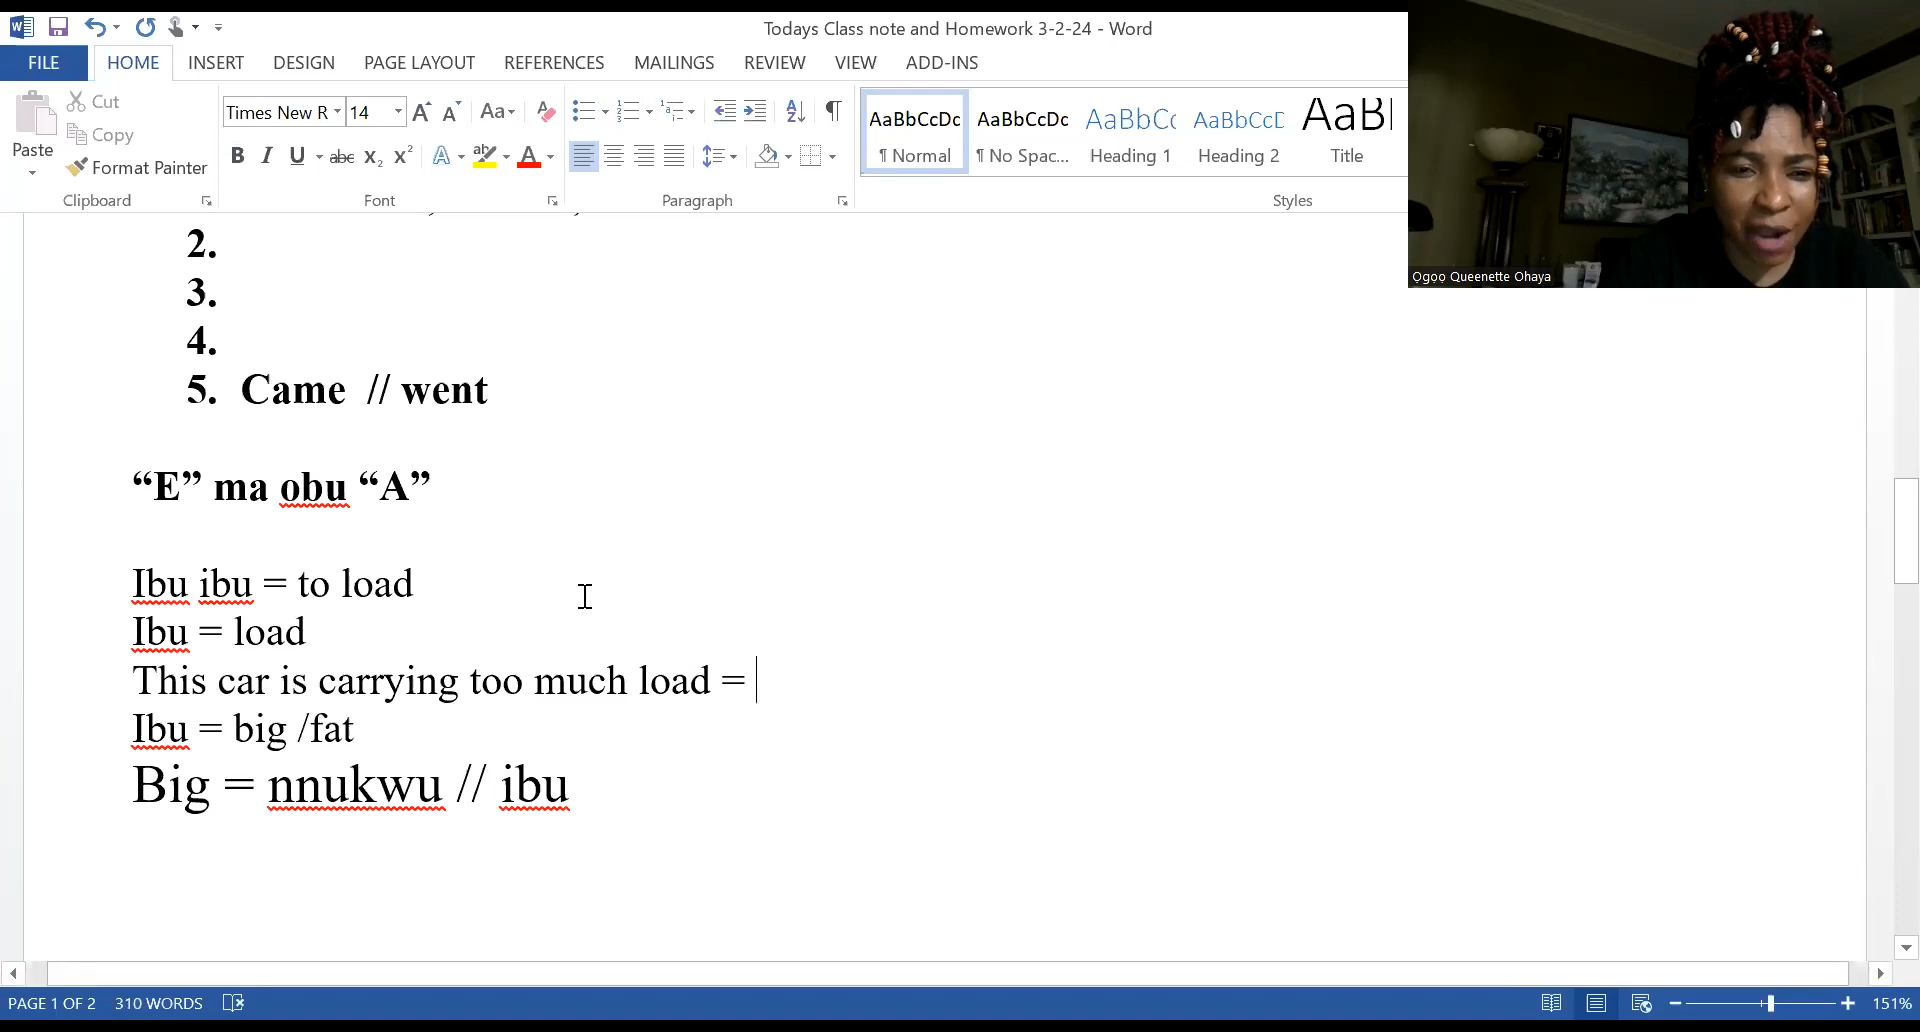 Todays Class note and Homework 3-2-24 - Word
FILE HOME INSERT DESIGN PAGE LAYOUT REFERENCES MAILINGS REVIEW VIEW ADD-INS
Cut
Copy
Paste
Format Painter
Clipboard
Times New R 14
Font
Paragraph
AaBbCcDc AaBbCcDc AaBbCc AaBbCcD AaBl
¶ Normal ¶ No Spac... Heading 1 Heading 2 Title
Styles
Ọgọọ Queenette Ohaya
2.
3.
4.
5. Came // went
“E” ma obu “A”
Ibu ibu = to load
Ibu = load
This car is carrying too much load =
Ibu = big /fat
Big = nnukwu // ibu
PAGE 1 OF 2 310 WORDS 151%